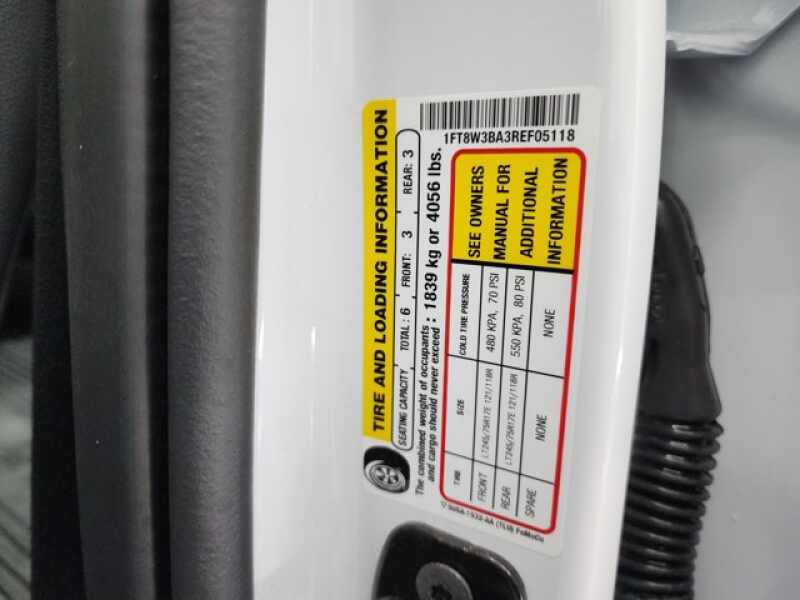 1FT8W3BA3REF05118
TIRE AND LOADING INFORMATION
SEATING CAPACITY TOTAL: 6 FRONT: 3 REAR: 3
The combined weight of occupants and cargo should never exceed: 1839 kg or 4056 lbs.
TIRE SIZE COLD TIRE PRESSURE
FRONT LT245/75R17E 121/118R 480 KPA, 70 PSI
REAR LT245/75R17E 121/118R 550 KPA, 80 PSI
SPARE NONE NONE
SEE OWNERS
MANUAL FOR
ADDITIONAL
INFORMATION
(TLU) FoMoCo